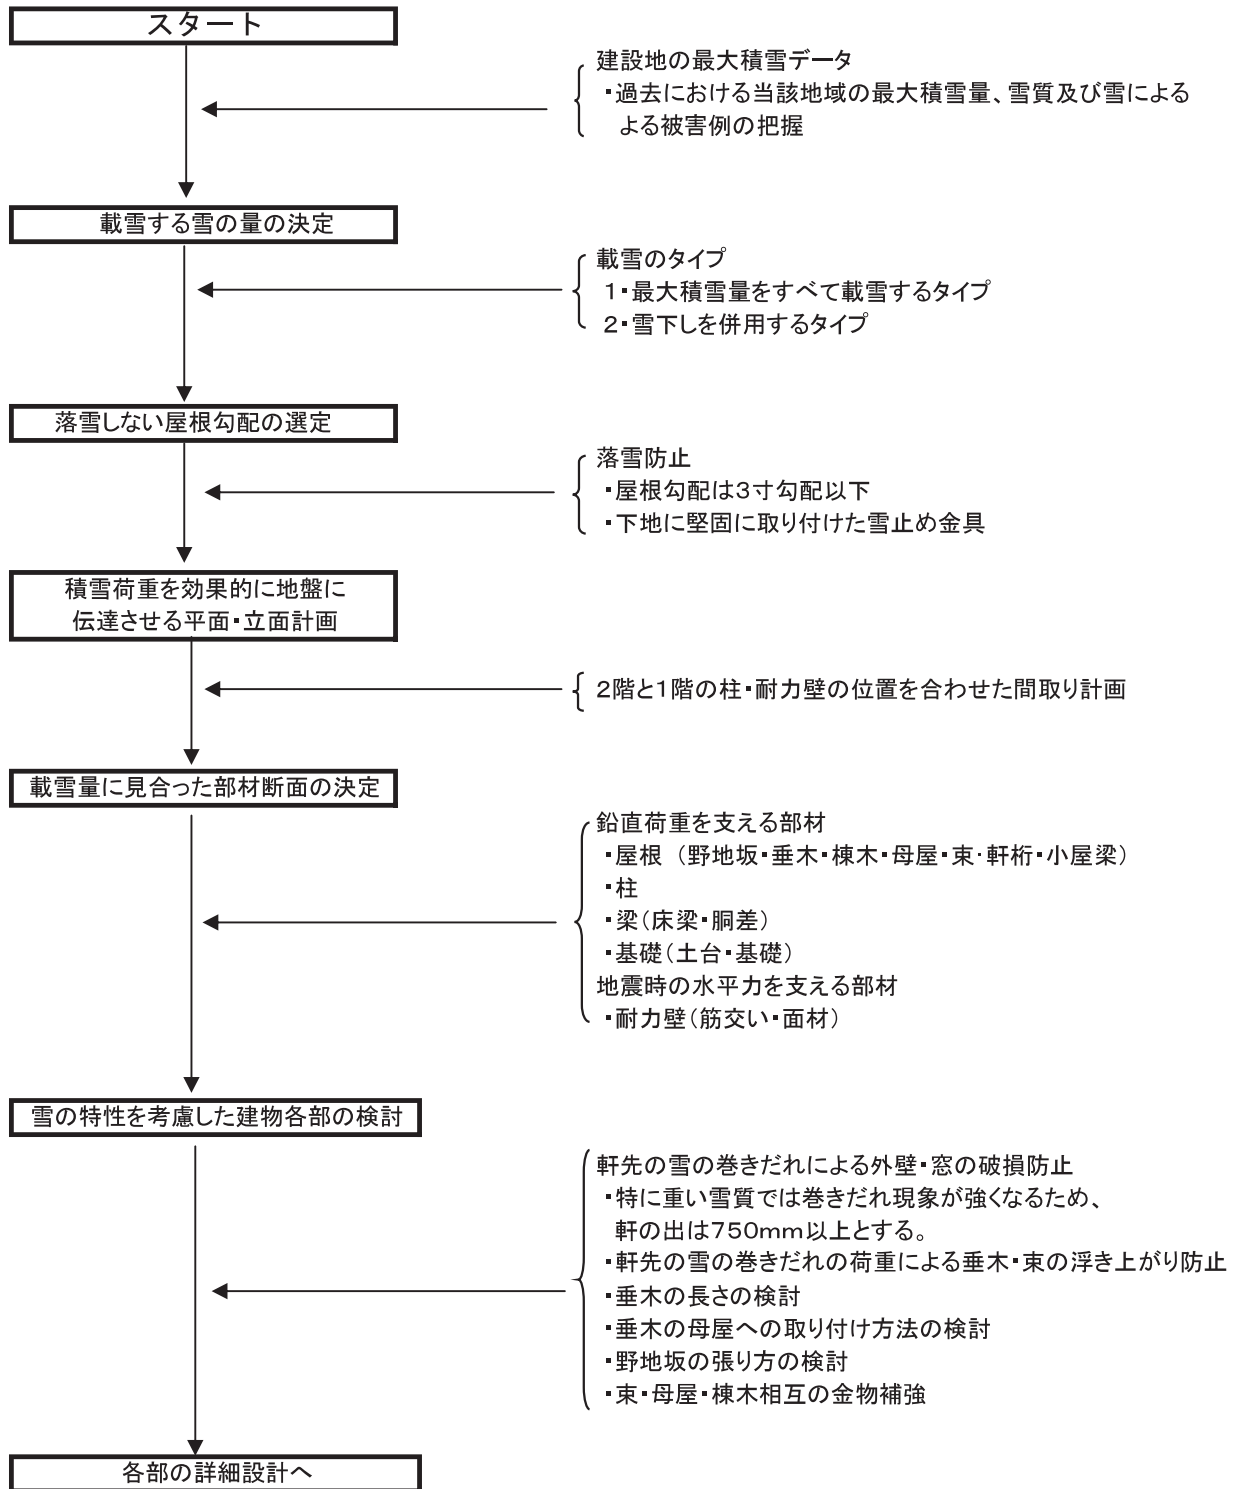 スタート
建設地の最大積雪データ
・過去における当該地域の最大積雪量、雪質及び雪による
よる被害例の把握
載雪する雪の量の決定
載雪のタイプ
1・最大積雪量をすべて載雪するタイプ
2・雪下しを併用するタイプ
落雪しない屋根勾配の選定
落雪防止
・屋根勾配は3寸勾配以下
・下地に堅固に取り付けた雪止め金具
積雪荷重を効果的に地盤に
伝達させる平面・立面計画
2階と1階の柱・耐力壁の位置を合わせた間取り計画
載雪量に見合った部材断面の決定
鉛直荷重を支える部材
・屋根（野地坂・垂木・棟木・母屋・束・軒桁・小屋梁）
・柱
・梁（床梁・胴差）
・基礎（土台・基礎）
地震時の水平力を支える部材
・耐力壁（筋交い・面材）
雪の特性を考慮した建物各部の検討
軒先の雪の巻きだれによる外壁・窓の破損防止
・特に重い雪質では巻きだれ現象が強くなるため、
軒の出は750mm以上とする。
・軒先の雪の巻きだれの荷重による垂木・束の浮き上がり防止
・垂木の長さの検討
・垂木の母屋への取り付け方法の検討
・野地坂の張り方の検討
・束・母屋・棟木相互の金物補強
各部の詳細設計へ